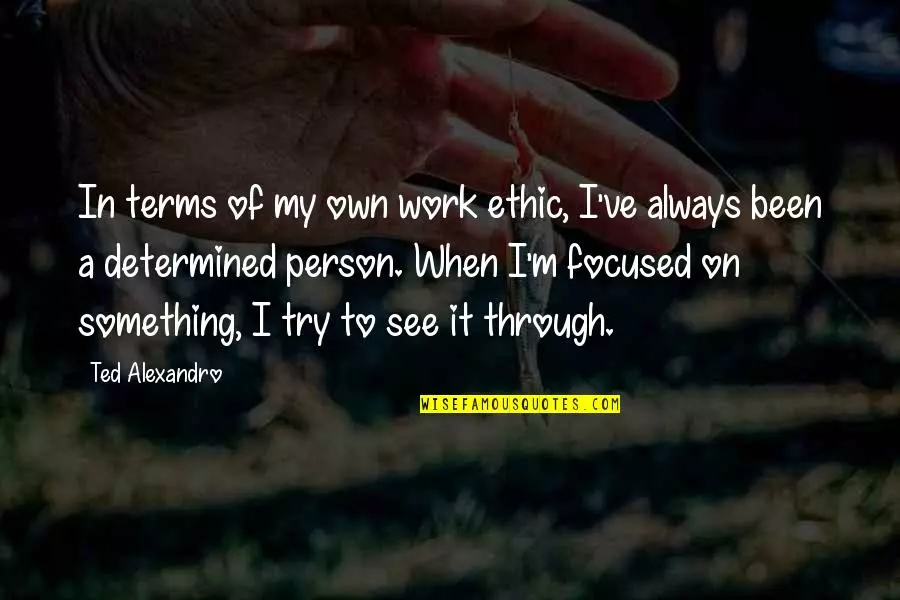 In terms of my own work ethic, I've always been
a determined person. When I'm focused on
something, I try to see it through.
Ted Alexandro
WISEFAMOUSQUOTES.COM